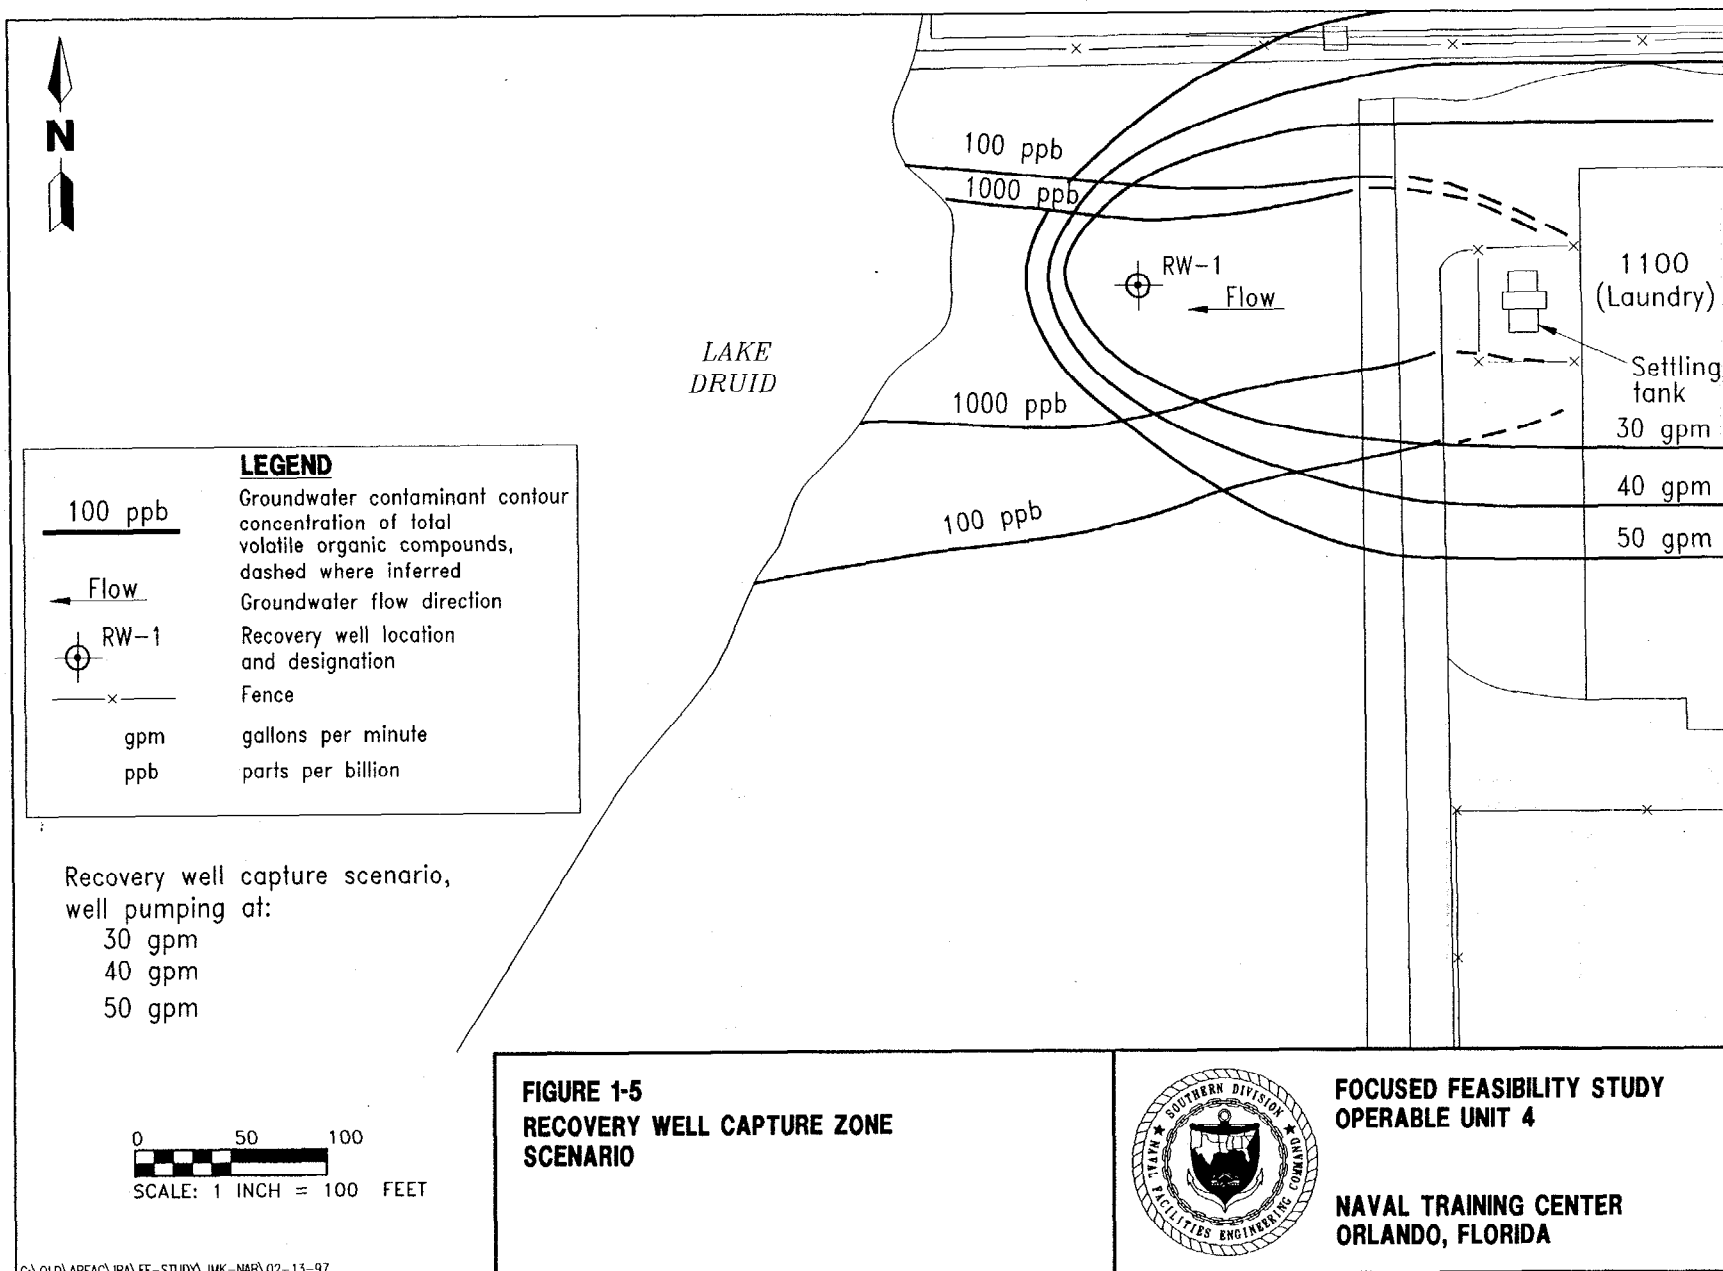 N
100 ppb
1000 ppb
RW-1
Flow
1100
(Laundry)
Settling
tank
LAKE
DRUID
1000 ppb
100 ppb
30 gpm
40 gpm
50 gpm
LEGEND
100 ppb
Groundwater contaminant contour
concentration of total
volatile organic compounds,
dashed where inferred
Flow
Groundwater flow direction
RW-1
Recovery well location
and designation
Fence
gpm
gallons per minute
ppb
parts per billion
Recovery well capture scenario,
well pumping at:
30 gpm
40 gpm
50 gpm
0 50 100
SCALE: 1 INCH = 100 FEET
FIGURE 1-5
RECOVERY WELL CAPTURE ZONE
SCENARIO
SOUTHERN DIVISION
NAVAL FACILITIES ENGINEERING COMMAND
FOCUSED FEASIBILITY STUDY
OPERABLE UNIT 4
NAVAL TRAINING CENTER
ORLANDO, FLORIDA